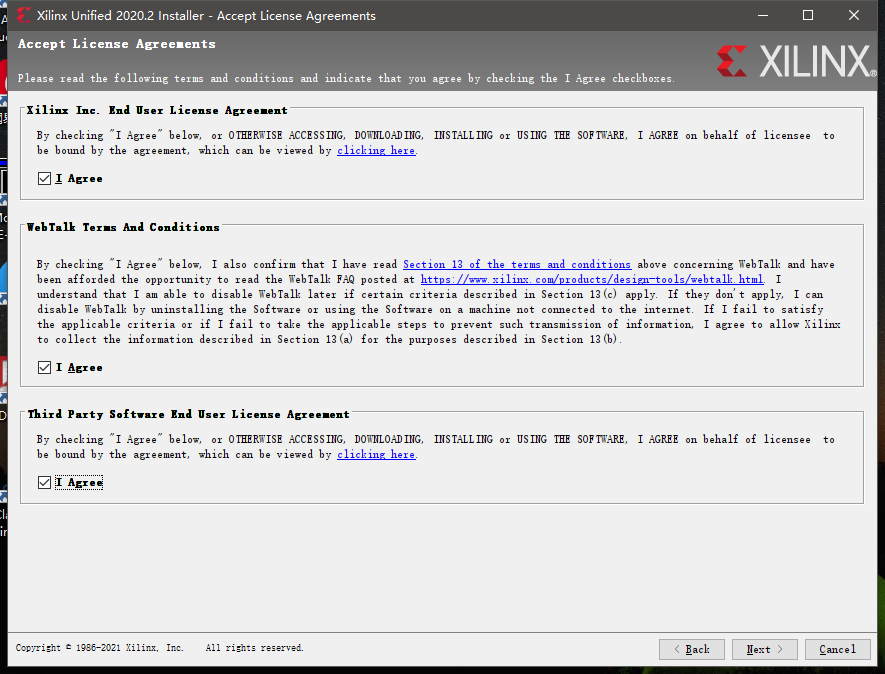 Xilinx Unified 2020.2 Installer - Accept License Agreements
Accept License Agreements
Please read the following terms and conditions and indicate that you agree by checking the I Agree checkboxes.
XILINX
Xilinx Inc. End User License Agreement
By checking "I Agree" below, or OTHERWISE ACCESSING, DOWNLOADING, INSTALLING or USING THE SOFTWARE, I AGREE on behalf of licensee to
be bound by the agreement, which can be viewed by clicking here.
I Agree
WebTalk Terms And Conditions
By checking "I Agree" below, I also confirm that I have read Section 13 of the terms and conditions above concerning WebTalk and have
been afforded the opportunity to read the WebTalk FAQ posted at https://www.xilinx.com/products/design-tools/webtalk.html. I
understand that I am able to disable WebTalk later if certain criteria described in Section 13(c) apply. If they don't apply, I can
disable WebTalk by uninstalling the Software or using the Software on a machine not connected to the internet. If I fail to satisfy
the applicable criteria or if I fail to take the applicable steps to prevent such transmission of information, I agree to allow Xilinx
to collect the information described in Section 13(a) for the purposes described in Section 13(b).
I Agree
Third Party Software End User License Agreement
By checking "I Agree" below, or OTHERWISE ACCESSING, DOWNLOADING, INSTALLING or USING THE SOFTWARE, I AGREE on behalf of licensee to
be bound by the agreement, which can be viewed by clicking here.
I Agree
Copyright © 1986-2021 Xilinx, Inc. All rights reserved.
< Back
Next >
Cancel